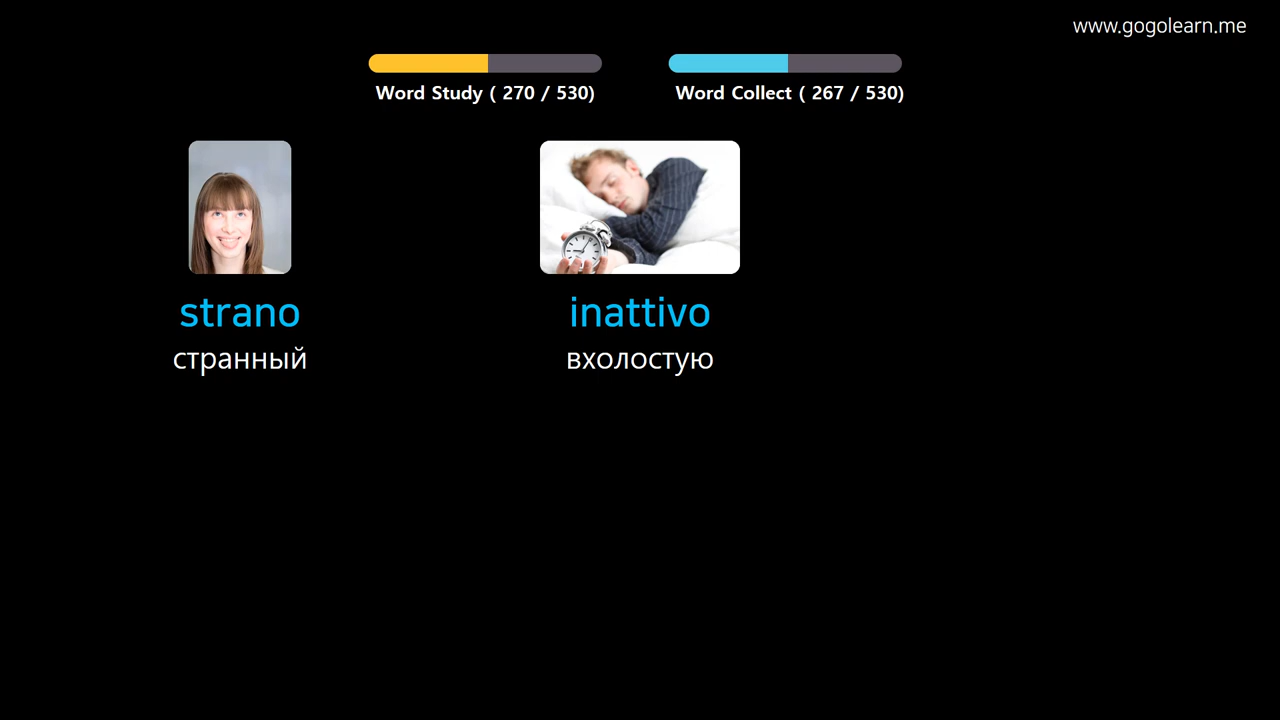 www.gogolearn.me
Word Study ( 270 / 530)
Word Collect ( 267 / 530)
strano
inattivo
странный
вхолостую